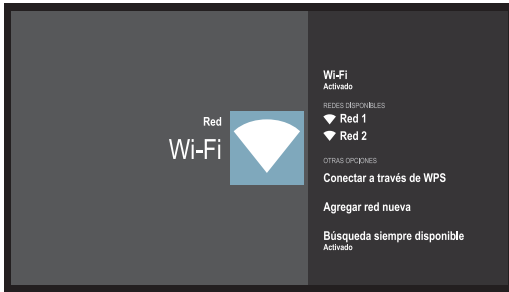 Red
Wi-Fi
Wi-Fi
Activado
REDES DISPONIBLES
Red 1
Red 2
OTRAS OPCIONES
Conectar a través de WPS
Agregar red nueva
Búsqueda siempre disponible
Activado